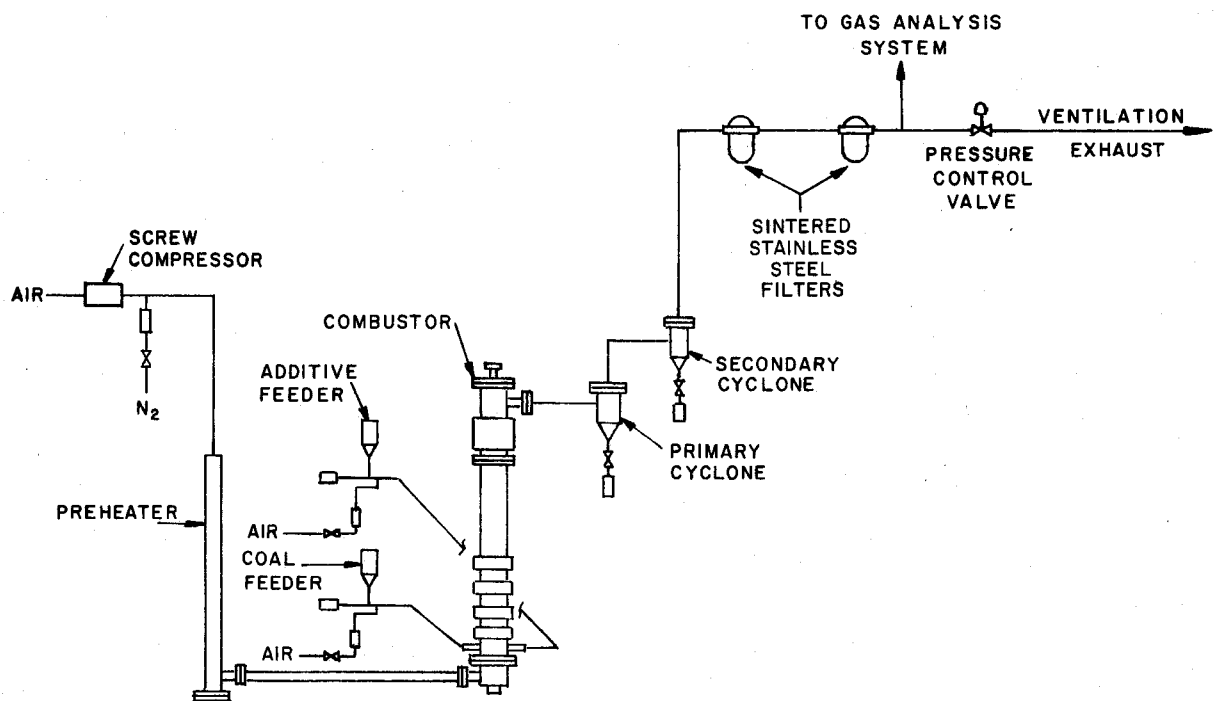 TO GAS ANALYSIS
SYSTEM
VENTILATION
EXHAUST
PRESSURE
CONTROL
VALVE
SINTERED
STAINLESS
STEEL
FILTERS
SCREW
COMPRESSOR
AIR
N2
COMBUSTOR
ADDITIVE
FEEDER
SECONDARY
CYCLONE
PRIMARY
CYCLONE
PREHEATER
AIR
COAL
FEEDER
AIR